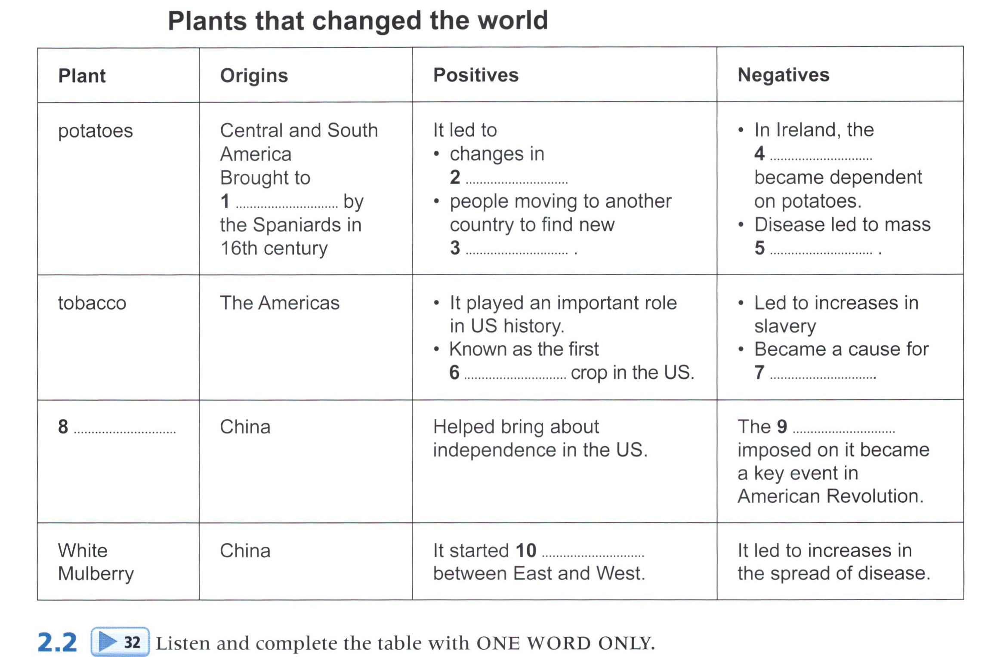 Plants that changed the world
Plant
Origins
Positives
Negatives
potatoes
Central and South
America
Brought to
1 ............................ by
the Spaniards in
16th century
It led to
• changes in
2 ............................
• people moving to another
country to find new
3 ............................ .
• In Ireland, the
4 ............................
became dependent
on potatoes.
• Disease led to mass
5 ............................ .
tobacco
The Americas
• It played an important role
in US history.
• Known as the first
6 ............................ crop in the US.
• Led to increases in
slavery
• Became a cause for
7 .............................
8 ............................
China
Helped bring about
independence in the US.
The 9 ............................
imposed on it became
a key event in
American Revolution.
White
Mulberry
China
It started 10 ............................
between East and West.
It led to increases in
the spread of disease.
2.2 32 Listen and complete the table with ONE WORD ONLY.